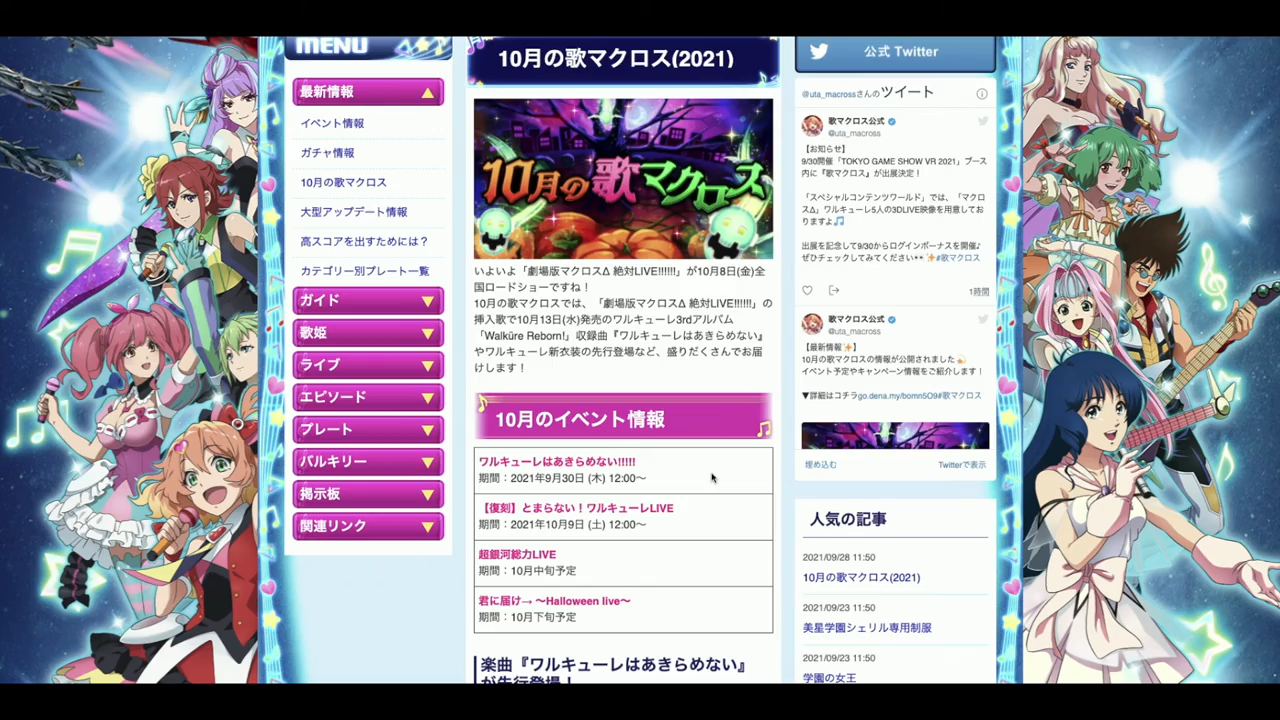 MENU
最新情報
イベント情報
ガチャ情報
10月の歌マクロス
大型アップデート情報
高スコアを出すためには？
カテゴリー別プレート一覧
ガイド
歌姫
ライブ
エピソード
プレート
バルキリー
掲示板
関連リンク
10月の歌マクロス(2021)
10月の歌マクロス
いよいよ「劇場版マクロスΔ 絶対LIVE!!!!!!」が10月8日(金)全
国ロードショーですね！
10月の歌マクロスでは、「劇場版マクロスΔ 絶対LIVE!!!!!!」の
挿入歌で10月13日(水)発売のワルキューレ3rdアルバム
「Walküre Reborn!」収録曲『ワルキューレはあきらめない』
やワルキューレ新衣装の先行登場など、盛りだくさんでお届
けします！
10月のイベント情報
ワルキューレはあきらめない!!!!!
期間：2021年9月30日 (木) 12:00〜
【復刻】とまらない！ワルキューレLIVE
期間：2021年10月9日 (土) 12:00〜
超銀河総力LIVE
期間：10月中旬予定
君に届け→ 〜Halloween live〜
期間：10月下旬予定
楽曲『ワルキューレはあきらめない』
が先行登場！
公式 Twitter
@uta_macrossさんのツイート
歌マクロス公式
@uta_macross
【お知らせ】
9/30開催「TOKYO GAME SHOW VR 2021」ブース
内に『歌マクロス』が出展決定！
「スペシャルコンテンツワールド」では、「マクロ
スΔ」ワルキューレ5人の3DLIVE映像を用意してお
りますよ🎵
出展を記念して9/30からログインボーナスを開催♪
ぜひチェックしてみてください👀✨#歌マクロス
1時間
歌マクロス公式
@uta_macross
【最新情報✨】
10月の歌マクロスの情報が公開されました💫
イベント予定やキャンペーン情報をご紹介します！
▼詳細はコチラgo.dena.my/bomn5O9#歌マクロス
埋め込む
Twitterで表示
人気の記事
2021/09/28 11:50
10月の歌マクロス(2021)
2021/09/23 11:50
美星学園シェリル専用制服
2021/09/23 11:50
学園の女王